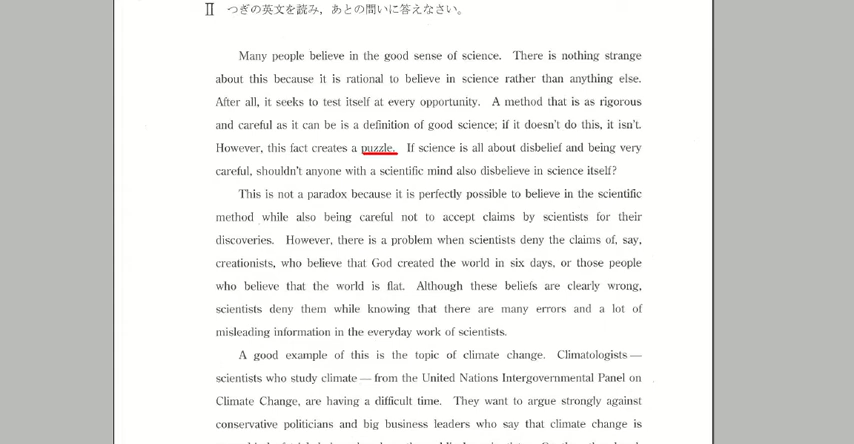 Ⅱ つぎの英文を読み，あとの問いに答えなさい。
Many people believe in the good sense of science. There is nothing strange
about this because it is rational to believe in science rather than anything else.
After all, it seeks to test itself at every opportunity. A method that is as rigorous
and careful as it can be is a definition of good science; if it doesn't do this, it isn't.
However, this fact creates a puzzle. If science is all about disbelief and being very
careful, shouldn't anyone with a scientific mind also disbelieve in science itself?
This is not a paradox because it is perfectly possible to believe in the scientific
method while also being careful not to accept claims by scientists for their
discoveries. However, there is a problem when scientists deny the claims of, say,
creationists, who believe that God created the world in six days, or those people
who believe that the world is flat. Although these beliefs are clearly wrong,
scientists deny them while knowing that there are many errors and a lot of
misleading information in the everyday work of scientists.
A good example of this is the topic of climate change. Climatologists —
scientists who study climate — from the United Nations Intergovernmental Panel on
Climate Change, are having a difficult time. They want to argue strongly against
conservative politicians and big business leaders who say that climate change is